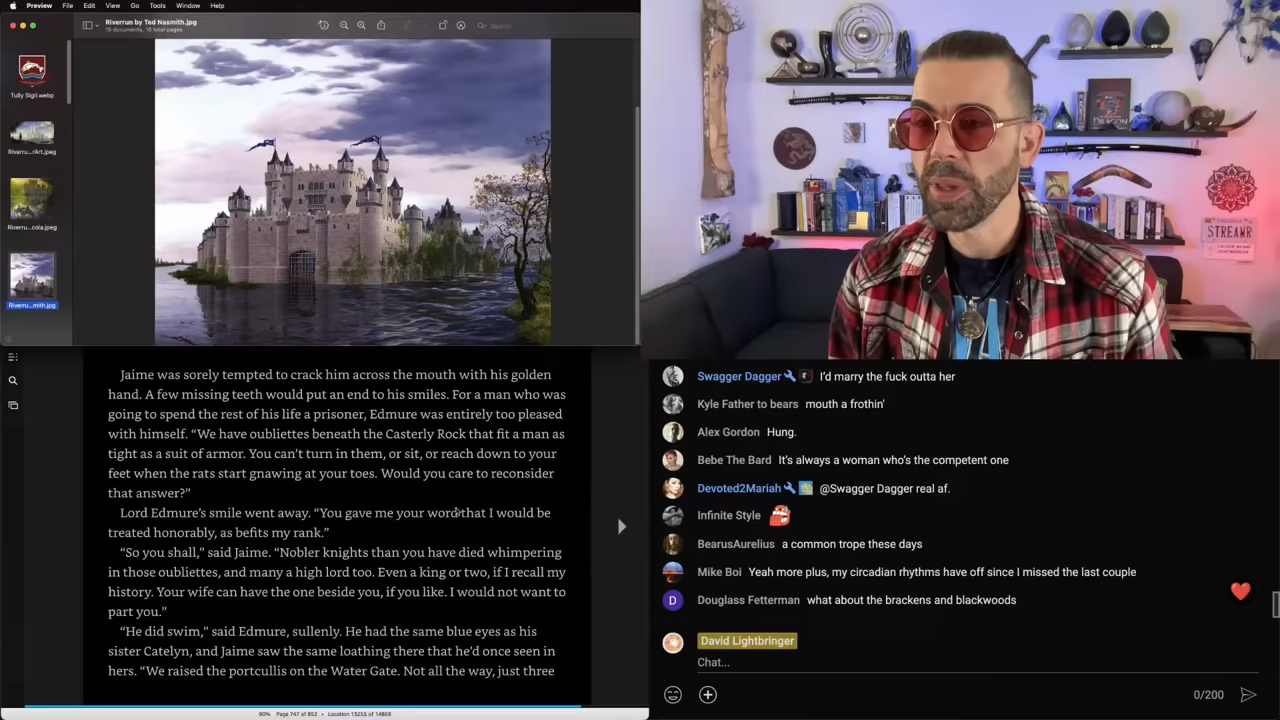 Preview File Edit View Go Tools Window Help
Riverrun by Ted Nasmith.jpg
Search
Tully Sigil.webp
Riverru...rArt.jpeg
Riverru...cola.jpeg
Riverru...mith.jpg
DRAGON
STREAMR
Jaime was sorely tempted to crack him across the mouth with his golden
hand. A few missing teeth would put an end to his smiles. For a man who was
going to spend the rest of his life a prisoner, Edmure was entirely too pleased
with himself. “We have oubliettes beneath the Casterly Rock that fit a man as
tight as a suit of armor. You can’t turn in them, or sit, or reach down to your
feet when the rats start gnawing at your toes. Would you care to reconsider
that answer?”
Lord Edmure’s smile went away. “You gave me your word that I would be
treated honorably, as befits my rank.”
“So you shall,” said Jaime. “Nobler knights than you have died whimpering
in those oubliettes, and many a high lord too. Even a king or two, if I recall my
history. Your wife can have the one beside you, if you like. I would not want to
part you.”
“He did swim,” said Edmure, sullenly. He had the same blue eyes as his
sister Catelyn, and Jaime saw the same loathing there that he’d once seen in
hers. “We raised the portcullis on the Water Gate. Not all the way, just three
90% Page 747 of 852 • Location 13255 of 14869
Swagger Dagger I’d marry the fuck outta her
Kyle Father to bears mouth a frothin’
Alex Gordon Hung.
Bebe The Bard It’s always a woman who’s the competent one
Devoted2Mariah @Swagger Dagger real af.
Infinite Style
BearusAurelius a common trope these days
Mike Boi Yeah more plus, my circadian rhythms have off since I missed the last couple
D Douglass Fetterman what about the brackens and blackwoods
David Lightbringer
Chat...
0/200